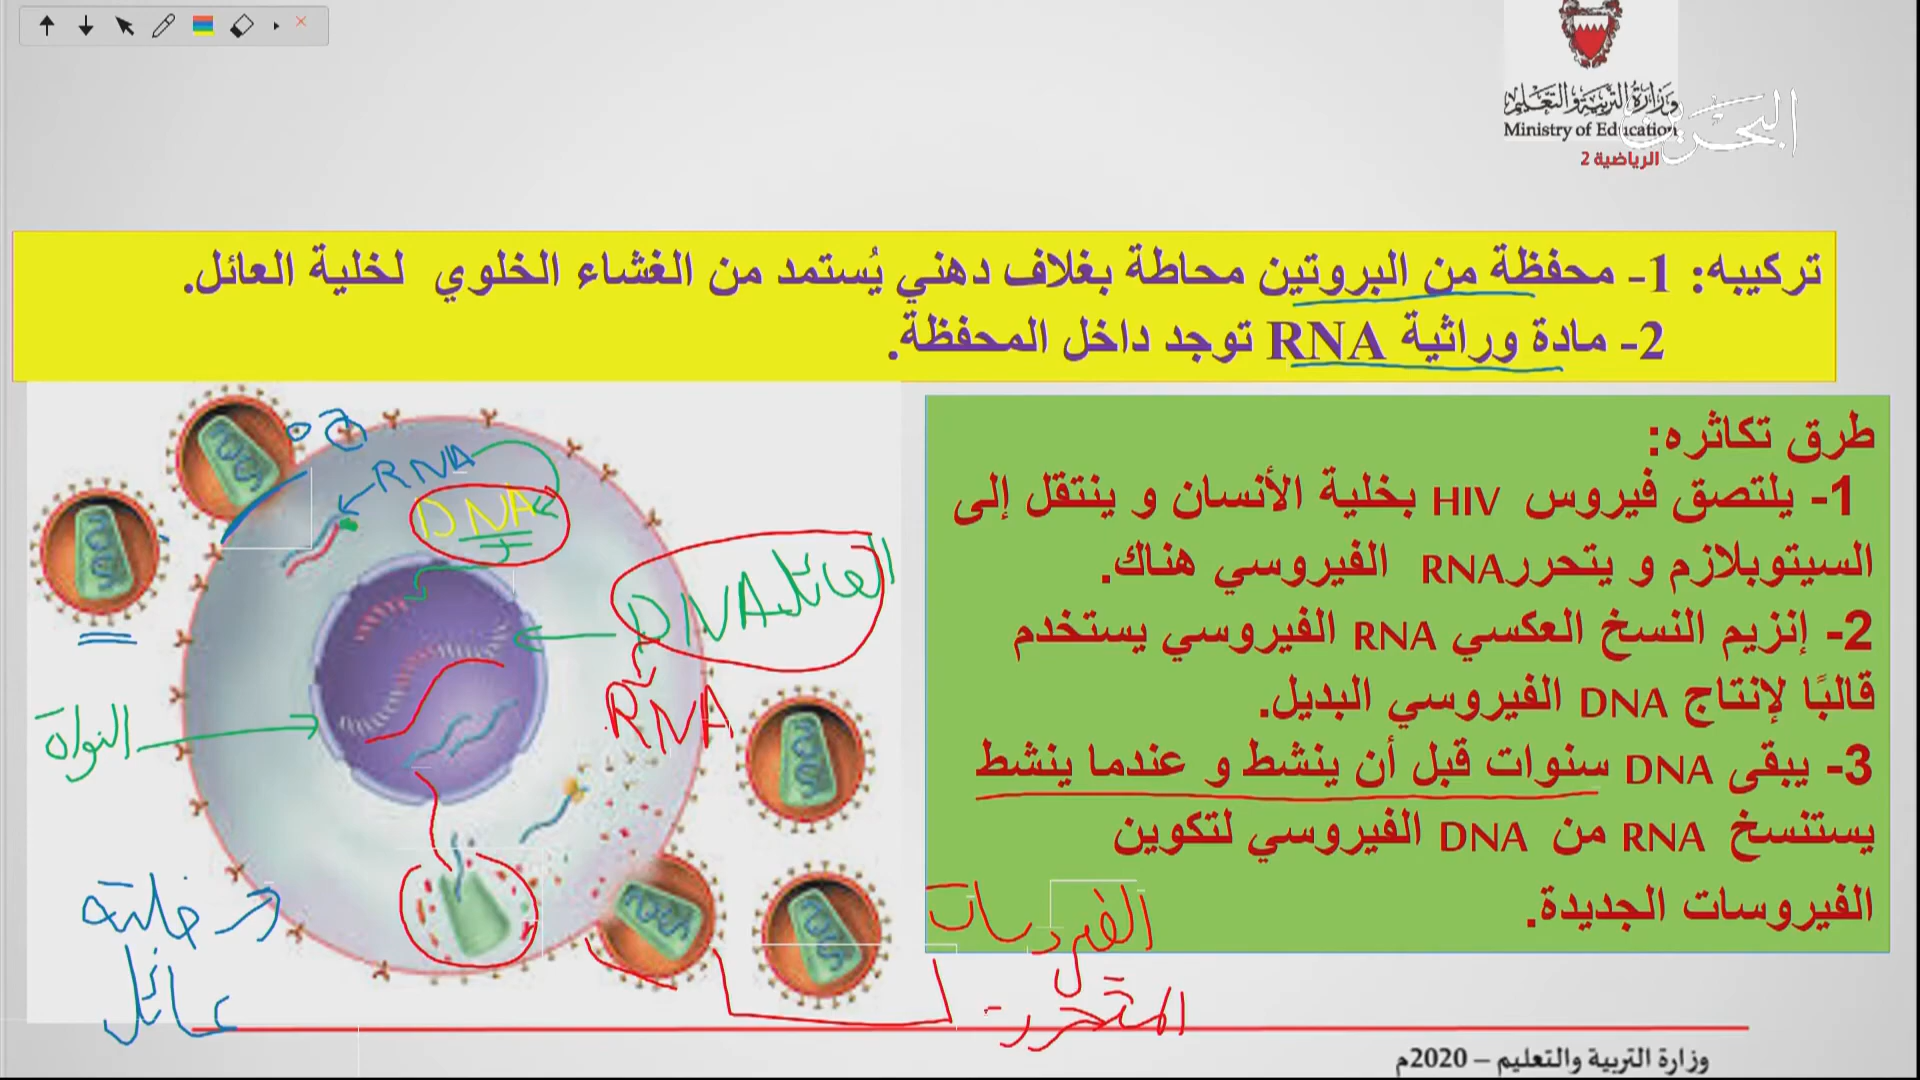 وزارة التربية والتعليم
Ministry of Education
البحرين
الرياضية 2
تركيبه: 1- محفظة من البروتين محاطة بغلاف دهني يُستمد من الغشاء الخلوي لخلية العائل.
2- مادة وراثية RNA توجد داخل المحفظة.
طرق تكاثره:
1- يلتصق فيروس HIV بخلية الأنسان و ينتقل إلى
السيتوبلازم و يتحررRNA الفيروسي هناك.
2- إنزيم النسخ العكسي RNA الفيروسي يستخدم
قالبًا لإنتاج DNA الفيروسي البديل.
3- يبقى DNA سنوات قبل أن ينشط و عندما ينشط
يستنسخ RNA من DNA الفيروسي لتكوين
الفيروسات الجديدة.
RNA
DNA
DNA العائل
RNA
النواة
خلية
عائل
الفيروسات
المتحررة
وزارة التربية والتعليم – 2020م